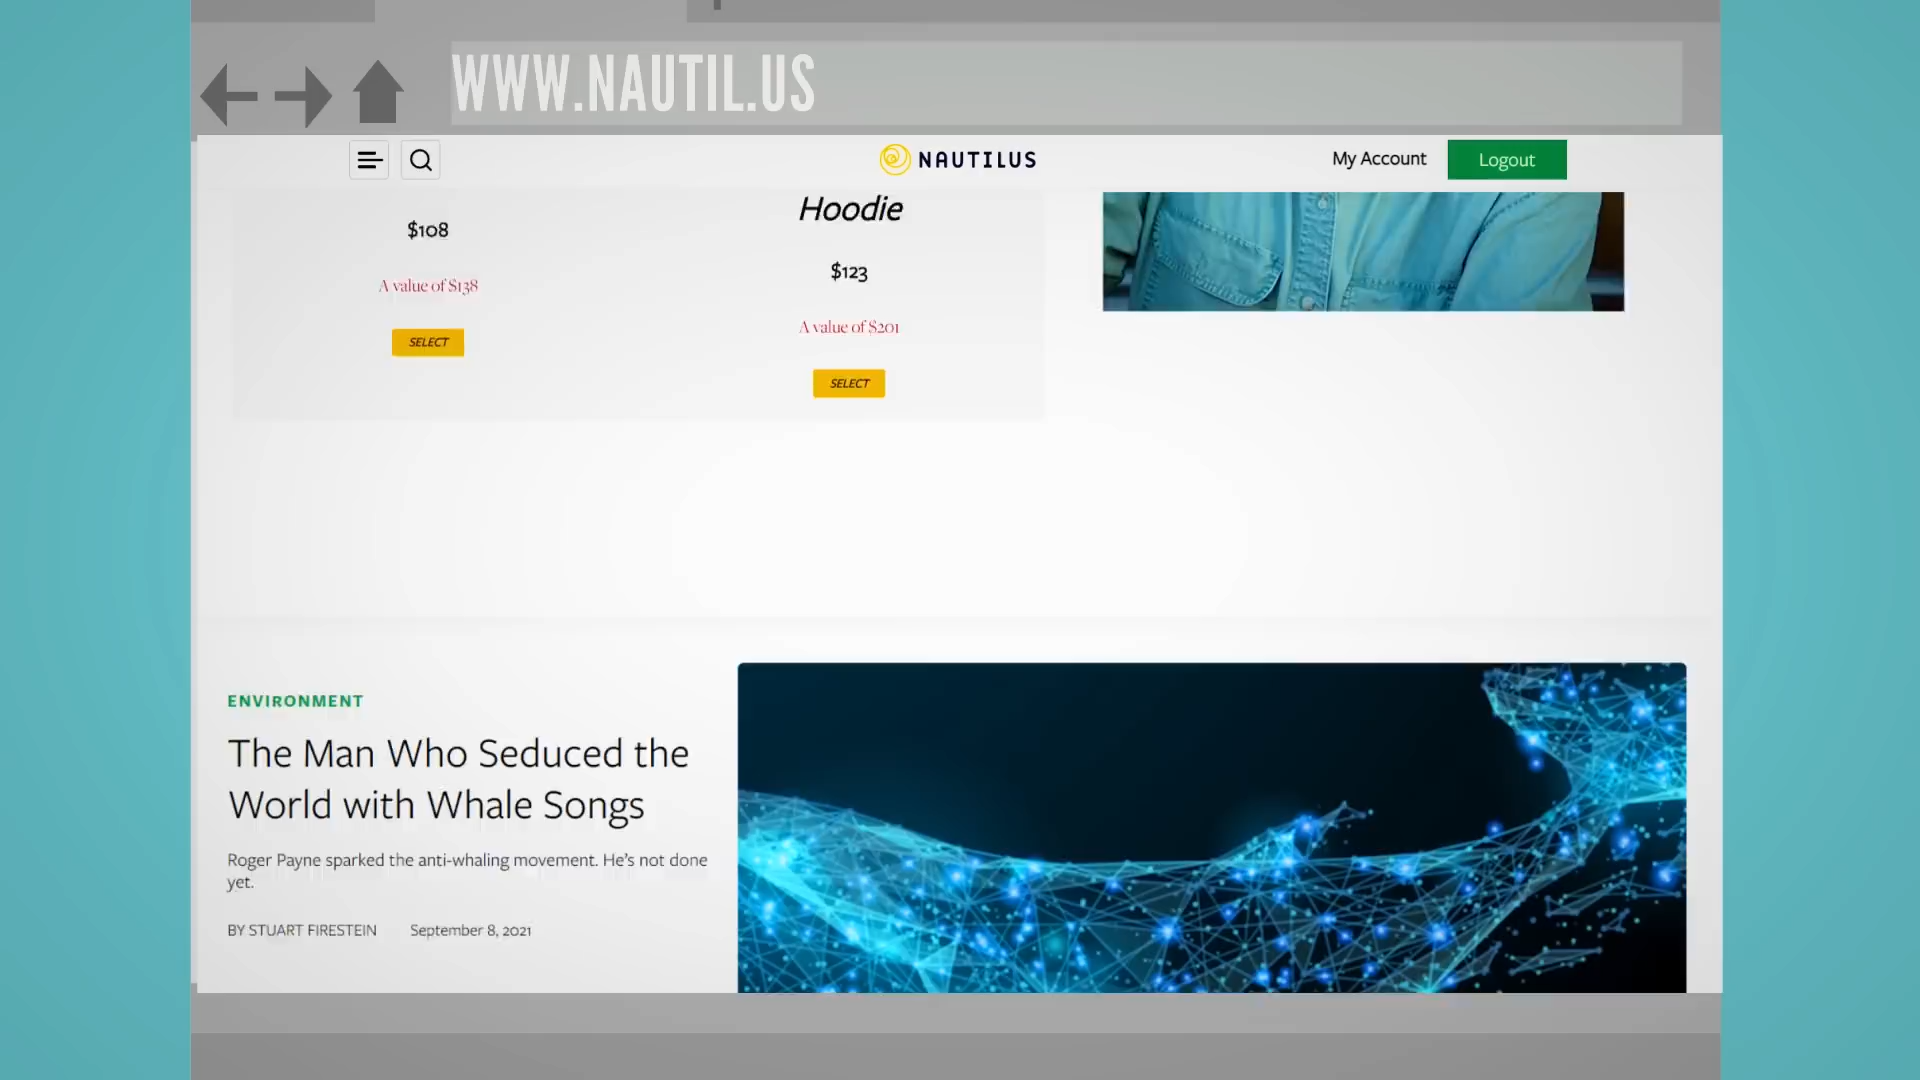 WWW.NAUTIL.US
NAUTILUS
My Account
Logout
Hoodie
$108
$123
A value of $138
A value of $201
SELECT
SELECT
ENVIRONMENT
The Man Who Seduced the
World with Whale Songs
Roger Payne sparked the anti-whaling movement. He's not done
yet.
BY STUART FIRESTEIN September 8, 2021